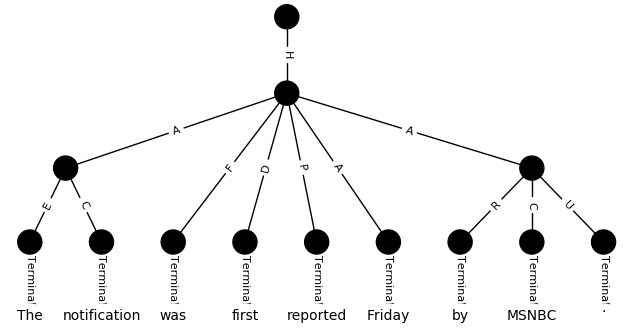 H
A F D P A A
E C R C U
Terminal Terminal Terminal Terminal Terminal Terminal Terminal Terminal Terminal
The notification was first reported Friday by MSNBC .